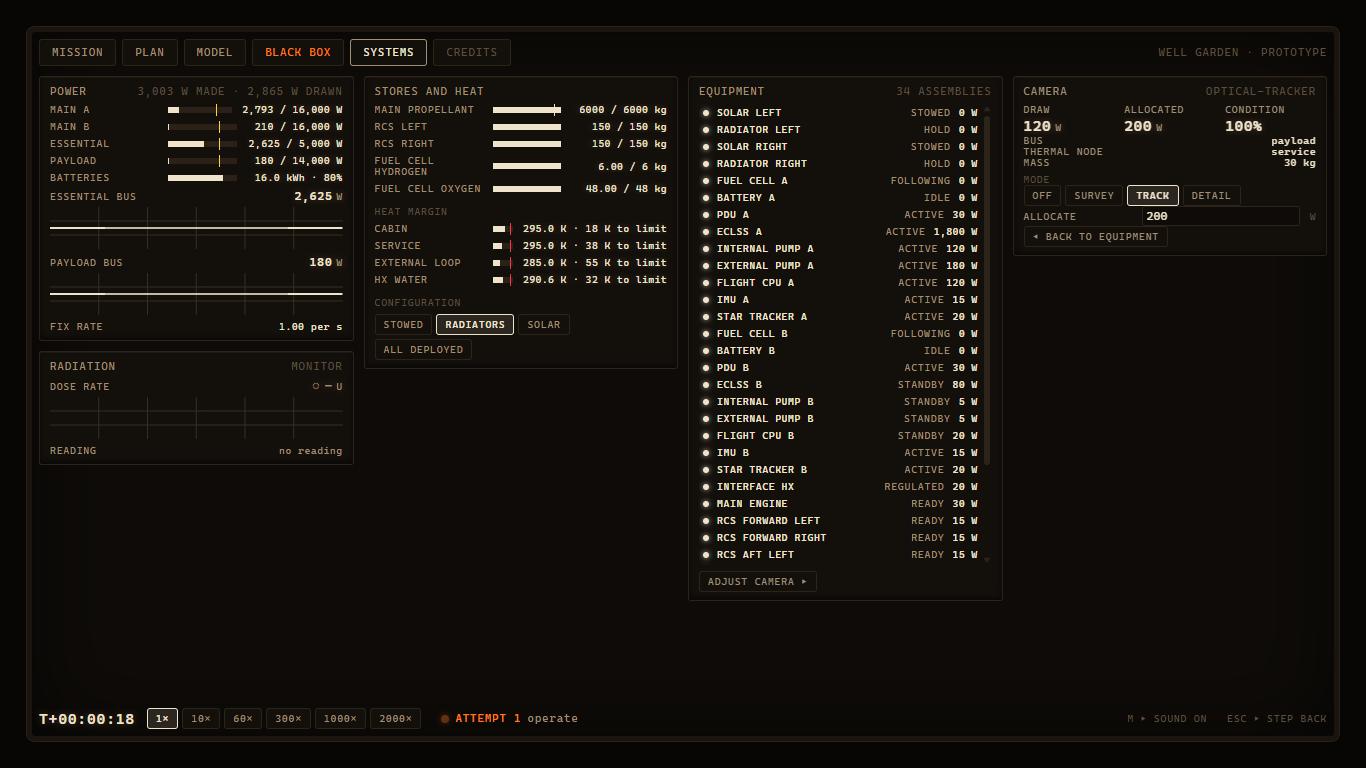 MISSION PLAN MODEL BLACK BOX SYSTEMS CREDITS WELL GARDEN · PROTOTYPE
POWER 3,003 W MADE · 2,865 W DRAWN
MAIN A 2,793 / 16,000 W
MAIN B 210 / 16,000 W
ESSENTIAL 2,625 / 5,000 W
PAYLOAD 180 / 14,000 W
BATTERIES 16.0 kWh · 80%
ESSENTIAL BUS 2,625 W
PAYLOAD BUS 180 W
FIX RATE 1.00 per s
RADIATION MONITOR
DOSE RATE — U
READING no reading
STORES AND HEAT
MAIN PROPELLANT 6000 / 6000 kg
RCS LEFT 150 / 150 kg
RCS RIGHT 150 / 150 kg
FUEL CELL
HYDROGEN 6.00 / 6 kg
FUEL CELL OXYGEN 48.00 / 48 kg
HEAT MARGIN
CABIN 295.0 K · 18 K to limit
SERVICE 295.0 K · 38 K to limit
EXTERNAL LOOP 285.0 K · 55 K to limit
HX WATER 290.6 K · 32 K to limit
CONFIGURATION
STOWED RADIATORS SOLAR
ALL DEPLOYED
EQUIPMENT 34 ASSEMBLIES
SOLAR LEFT STOWED 0 W
RADIATOR LEFT HOLD 0 W
SOLAR RIGHT STOWED 0 W
RADIATOR RIGHT HOLD 0 W
FUEL CELL A FOLLOWING 0 W
BATTERY A IDLE 0 W
PDU A ACTIVE 30 W
ECLSS A ACTIVE 1,800 W
INTERNAL PUMP A ACTIVE 120 W
EXTERNAL PUMP A ACTIVE 180 W
FLIGHT CPU A ACTIVE 120 W
IMU A ACTIVE 15 W
STAR TRACKER A ACTIVE 20 W
FUEL CELL B FOLLOWING 0 W
BATTERY B IDLE 0 W
PDU B ACTIVE 30 W
ECLSS B STANDBY 80 W
INTERNAL PUMP B STANDBY 5 W
EXTERNAL PUMP B STANDBY 5 W
FLIGHT CPU B STANDBY 20 W
IMU B ACTIVE 15 W
STAR TRACKER B ACTIVE 20 W
INTERFACE HX REGULATED 20 W
MAIN ENGINE READY 30 W
RCS FORWARD LEFT READY 15 W
RCS FORWARD RIGHT READY 15 W
RCS AFT LEFT READY 15 W
ADJUST CAMERA ▸
CAMERA OPTICAL-TRACKER
DRAW ALLOCATED CONDITION
120 W 200 W 100%
BUS payload
THERMAL NODE service
MASS 30 kg
MODE
OFF SURVEY TRACK DETAIL
ALLOCATE 200 W
◂ BACK TO EQUIPMENT
T+00:00:18 1× 10× 60× 300× 1000× 2000× ATTEMPT 1 operate M ▸ SOUND ON ESC ▸ STEP BACK